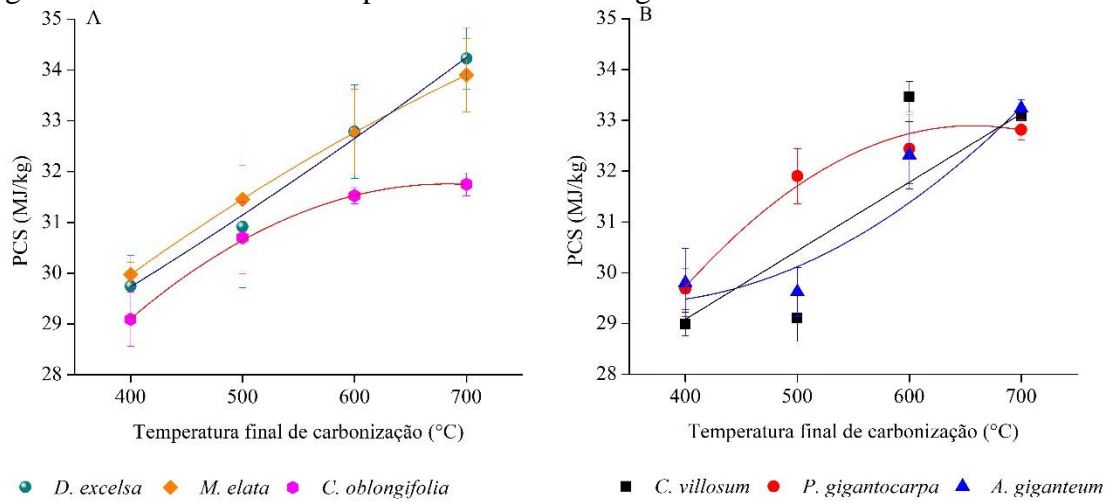 A
35
34
33
32
31
30
29
28
PCS (MJ/kg)
400 500 600 700
Temperatura final de carbonização (°C)
D. excelsa M. elata C. oblongifolia
B
35
34
33
32
31
30
29
28
PCS (MJ/kg)
400 500 600 700
Temperatura final de carbonização (°C)
C. villosum P. gigantocarpa A. giganteum